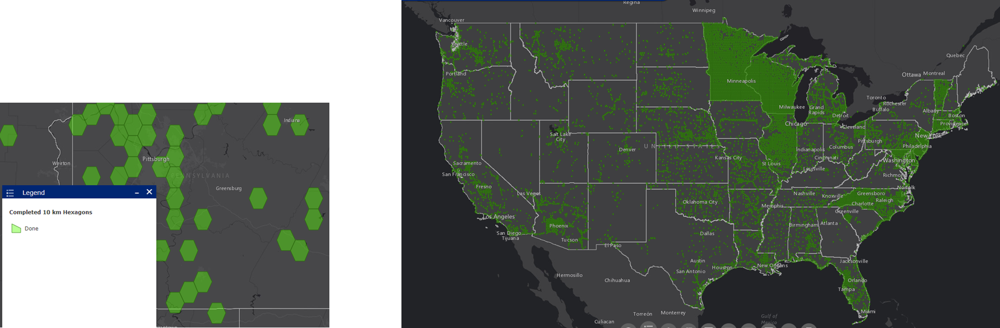 Indiana
Weirton
Pittsburgh
PENNSYLVANIA
Greensburg
Legend
Completed 10 km Hexagons
Done
Regina
Winnipeg
Vancouver
Seattle
Quebec
Ottawa
Montreal
Portland
Minneapolis
Toronto
Rochester
Buffalo
Milwaukee
Grand
Rapids
Detroit
Albany
Boston
Providence
Chicago
Cleveland
Salt Lake
City
New York
Pittsburgh
Denver
UNITED STATES
Indianapolis
Columbus
Philadelphia
Sacramento
San Francisco
Kansas City
St Louis
Cincinnati
Louisville
Washington
Richmond
Fresno
Las Vegas
Norfolk
Nashville
Knoxville
Greensboro
Raleigh
Oklahoma City
Memphis
Charlotte
Greenville
Los Angeles
Phoenix
Birmingham
Atlanta
San Diego
Tijuana
Tucson
Dallas
El Paso
Austin
San Antonio
Houston
New Orleans
Jacksonville
Hermosillo
Chihuahua
Orlando
Tampa
Torreón
Monterrey
Miami
Culiacan
Gulf of
Mexico